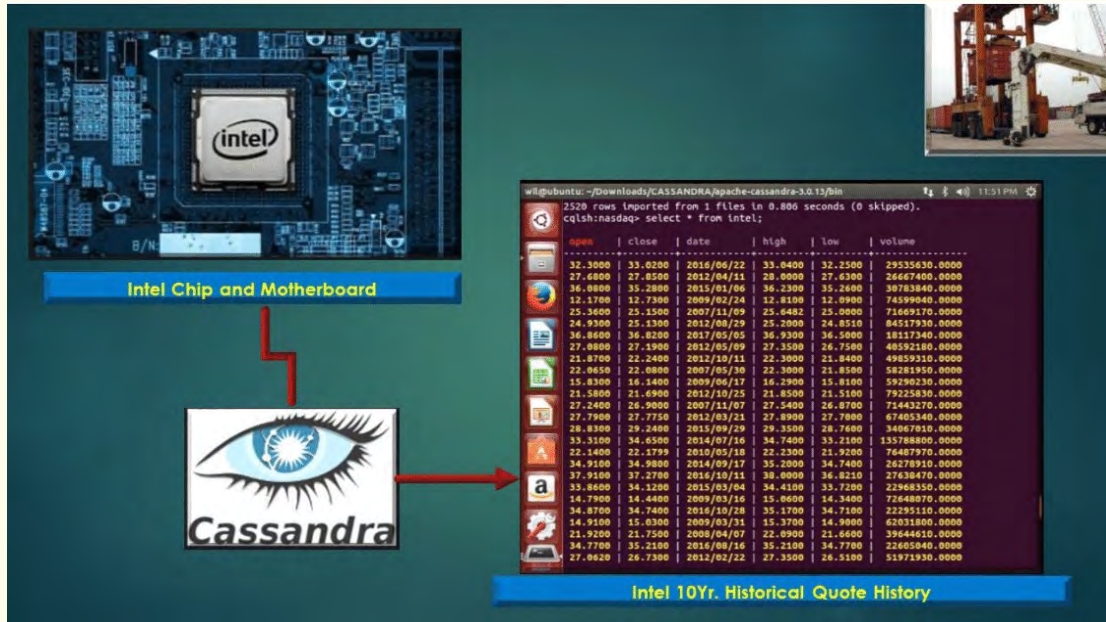 intel
B/N:
Intel Chip and Motherboard
Cassandra
wil@ubuntu: ~/Downloads/CASSANDRA/apache-cassandra-3.0.13/bin 11:51 PM
2520 rows imported from 1 files in 0.806 seconds (0 skipped).
cqlsh:nasdaq> select * from intel;
open | close | date | high | low | volume
32.3000 | 33.0200 | 2016/06/22 | 33.0400 | 32.2500 | 29535630.0000
27.6800 | 27.8500 | 2012/04/11 | 28.0000 | 27.6300 | 26667400.0000
36.0800 | 35.2800 | 2015/01/06 | 36.2300 | 35.2600 | 30783840.0000
12.1700 | 12.7300 | 2009/02/24 | 12.8100 | 12.0900 | 74599040.0000
25.3600 | 25.1500 | 2007/11/09 | 25.6482 | 25.0000 | 71669170.0000
24.9300 | 25.1300 | 2012/08/29 | 25.2000 | 24.8510 | 84517930.0000
36.8600 | 36.8200 | 2017/05/05 | 36.9300 | 36.5000 | 18117340.0000
27.0800 | 27.1900 | 2012/05/09 | 27.3500 | 26.7500 | 40592180.0000
21.8700 | 22.2400 | 2012/10/11 | 22.3000 | 21.8400 | 49859310.0000
22.0650 | 22.0800 | 2007/05/30 | 22.3000 | 21.8500 | 58281950.0000
15.8300 | 16.1400 | 2009/06/17 | 16.2900 | 15.8100 | 59290230.0000
21.5800 | 21.6900 | 2012/10/25 | 21.8500 | 21.5100 | 79225830.0000
27.2400 | 26.9000 | 2007/11/07 | 27.5400 | 26.8700 | 71443270.0000
27.7900 | 27.7750 | 2012/03/21 | 27.8900 | 27.7000 | 67405340.0000
28.8300 | 29.2400 | 2015/09/29 | 29.3500 | 28.7600 | 34067010.0000
33.3100 | 34.6500 | 2014/07/16 | 34.7400 | 33.2100 | 135788800.0000
22.1400 | 22.1799 | 2010/05/18 | 22.2300 | 21.9200 | 76487970.0000
34.9100 | 34.9800 | 2014/09/17 | 35.2000 | 34.7400 | 26278910.0000
37.9100 | 37.2700 | 2016/10/11 | 38.0000 | 36.8210 | 27638470.0000
33.8600 | 34.1200 | 2015/03/04 | 34.4100 | 33.7200 | 22968350.0000
14.7900 | 14.4400 | 2009/03/16 | 15.0600 | 14.3400 | 72648070.0000
34.8700 | 34.7400 | 2016/10/28 | 35.1700 | 34.7100 | 22295110.0000
14.9100 | 15.0300 | 2009/03/31 | 15.3700 | 14.9000 | 62031800.0000
21.9200 | 21.7500 | 2008/04/07 | 22.0900 | 21.6600 | 39644610.0000
34.7700 | 35.2100 | 2016/08/16 | 35.2100 | 34.7700 | 22605040.0000
27.0620 | 26.7300 | 2012/02/22 | 27.3500 | 26.5100 | 51971930.0000
Intel 10Yr. Historical Quote History